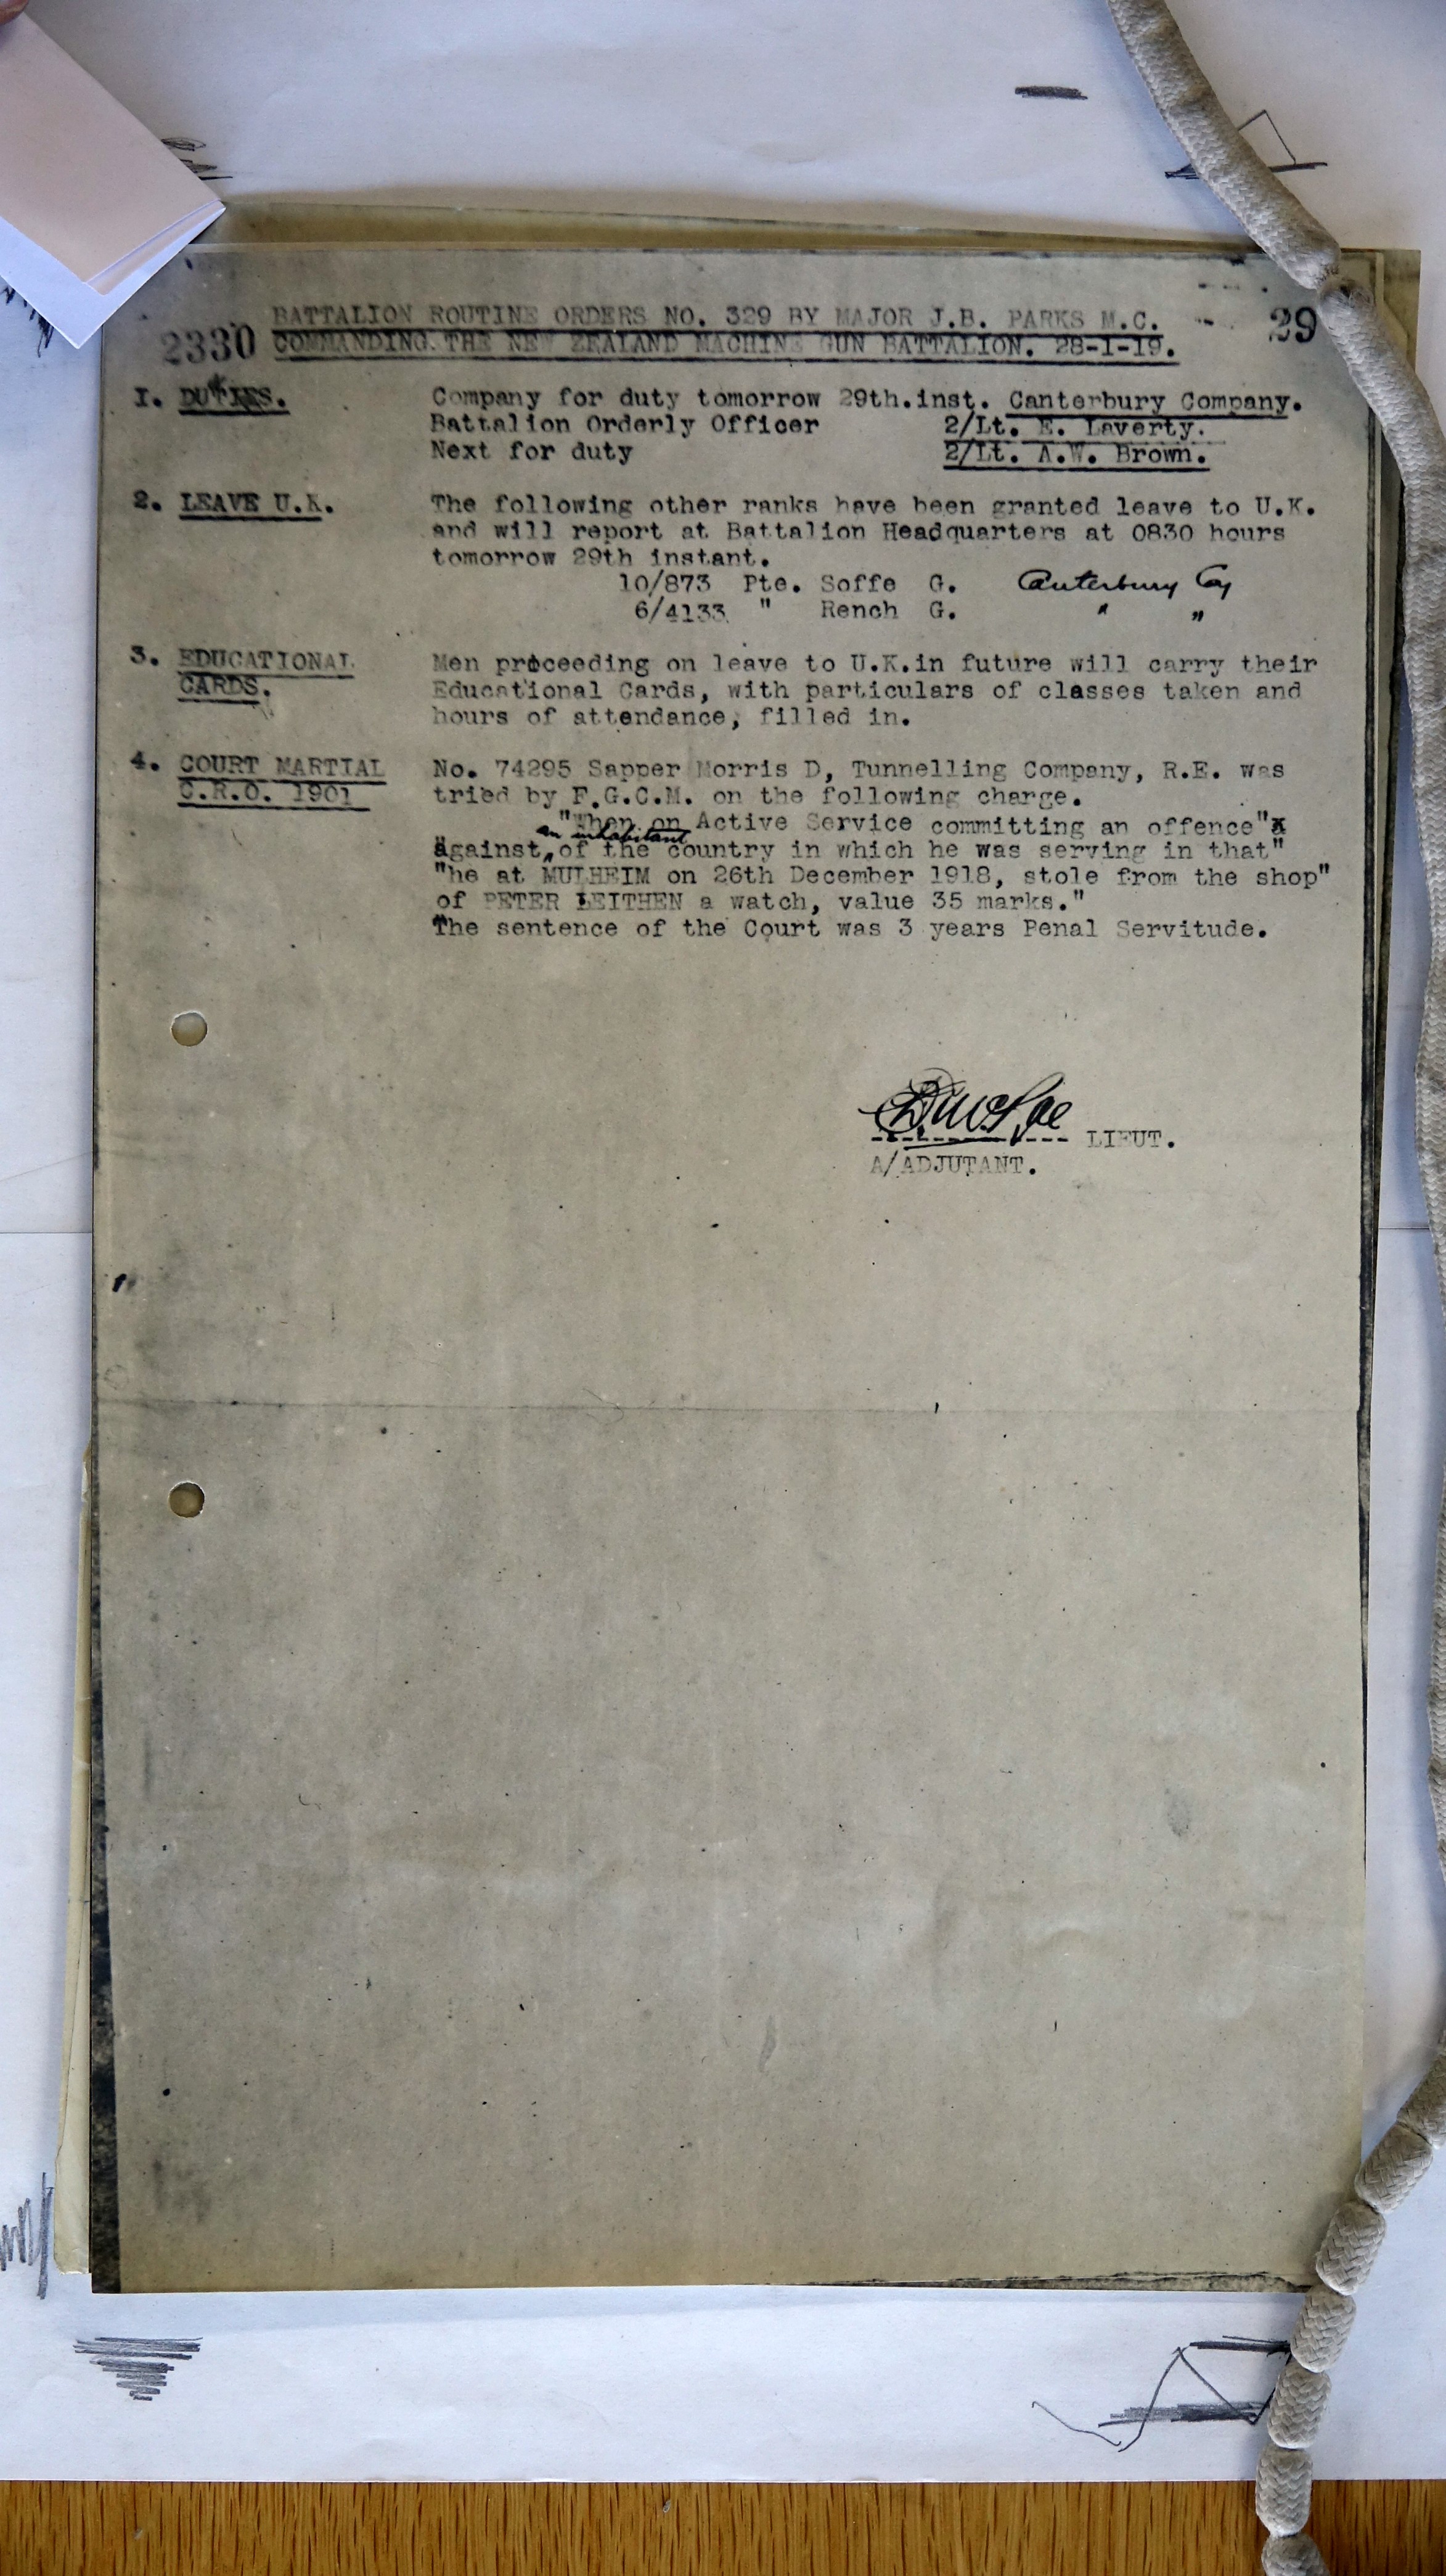 BATTALION ROUTINE ORDERS NO. 329 BY MAJOR J.B. PARKS M.C.
2330 COMMANDING THE NEW ZEALAND MACHINE GUN BATTALION. 28-1-19. 29
1. DUTIES. Company for duty tomorrow 29th.inst. Canterbury Company.
Battalion Orderly Officer 2/Lt. E. Laverty.
Next for duty 2/Lt. A.W. Brown.
2. LEAVE U.K. The following other ranks have been granted leave to U.K.
and will report at Battalion Headquarters at 0830 hours
tomorrow 29th instant.
10/873 Pte. Soffe G. Canterbury Coy
6/4133 " Rench G. " "
3. EDUCATIONAL Men proceeding on leave to U.K.in future will carry their
CARDS. Educational Cards, with particulars of classes taken and
hours of attendance, filled in.
4. COURT MARTIAL No. 74295 Sapper Morris D, Tunnelling Company, R.E. was
C.R.O. 1901 tried by F.G.C.M. on the following charge.
"When on Active Service committing an offence"
an inhabitant
against of the country in which he was serving in that"
"he at MULHEIM on 26th December 1918, stole from the shop"
of PETER LEITHEN a watch, value 35 marks."
The sentence of the Court was 3 years Penal Servitude.
LIEUT.
A/ADJUTANT.